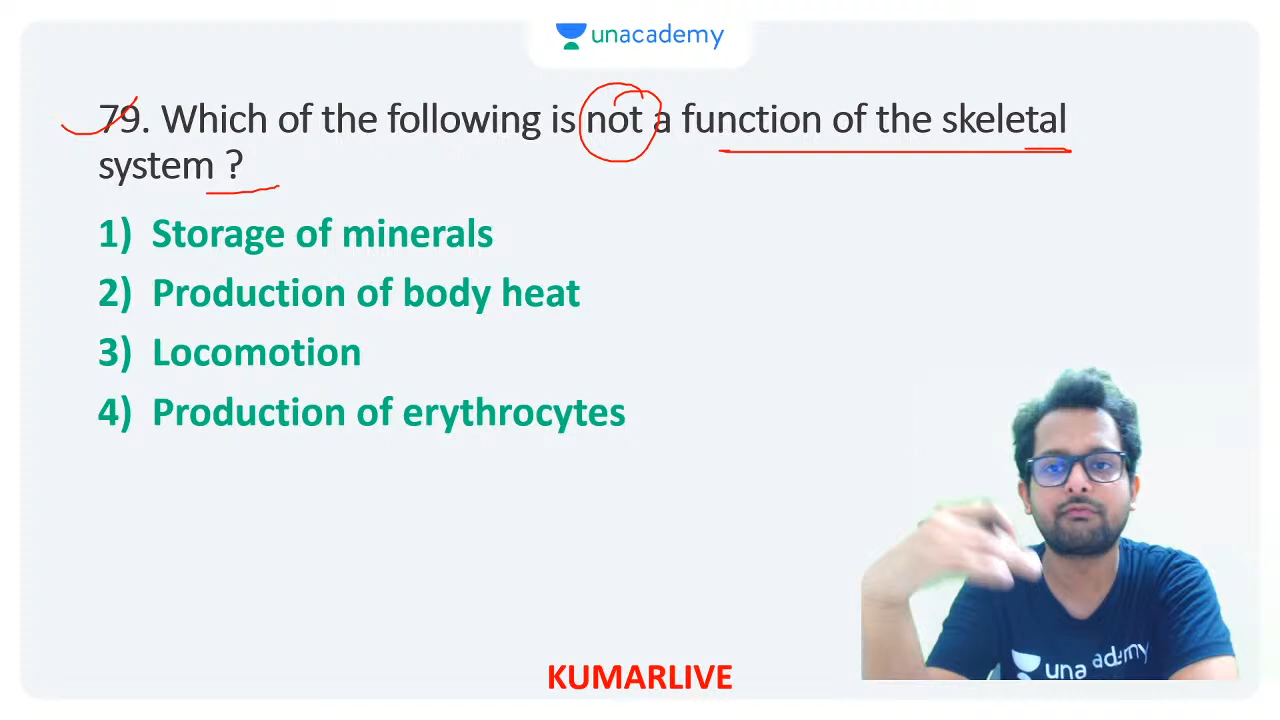 unacademy
79. Which of the following is not a function of the skeletal
system ?
1) Storage of minerals
2) Production of body heat
3) Locomotion
4) Production of erythrocytes
unacademy
KUMARLIVE